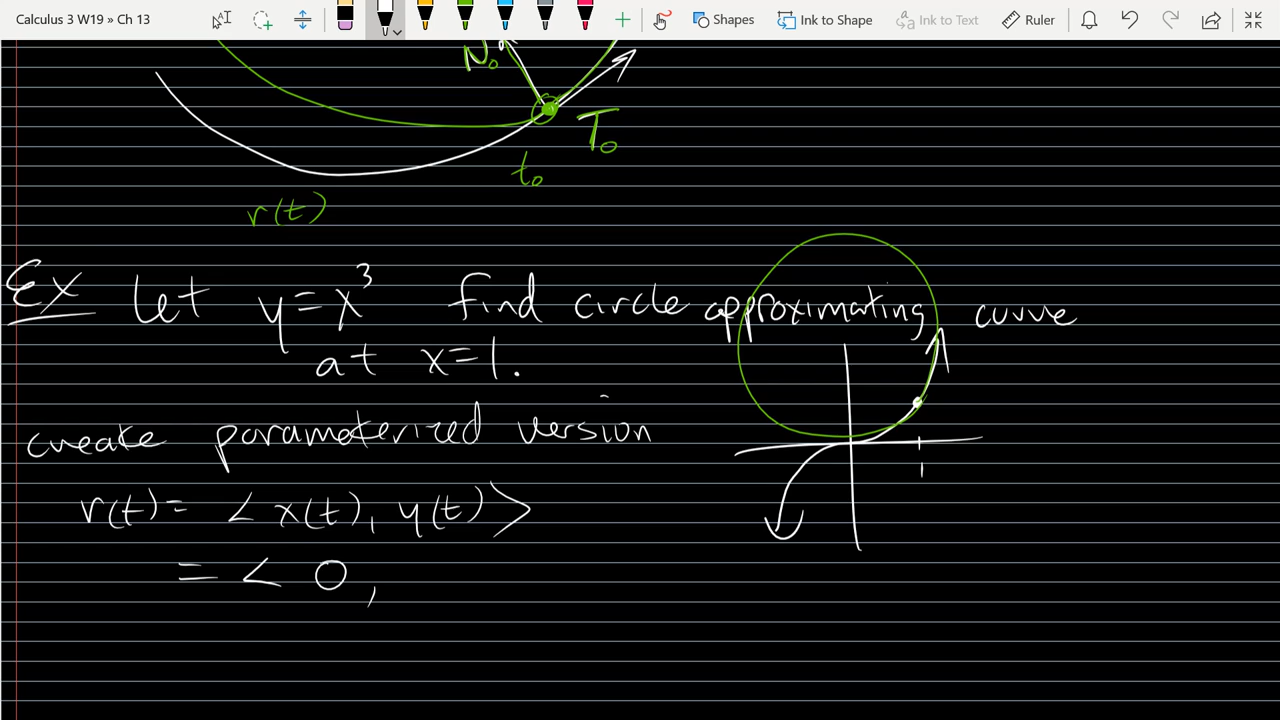 Calculus 3 W19 » Ch 13
Shapes
Ink to Shape
Ink to Text
Ruler
N₀
T₀
t₀
r(t)
Ex Let y=x³ find circle approximating curve
at x=1.
create parameterized version
1
r(t)= < x(t), y(t) >
= < 0,